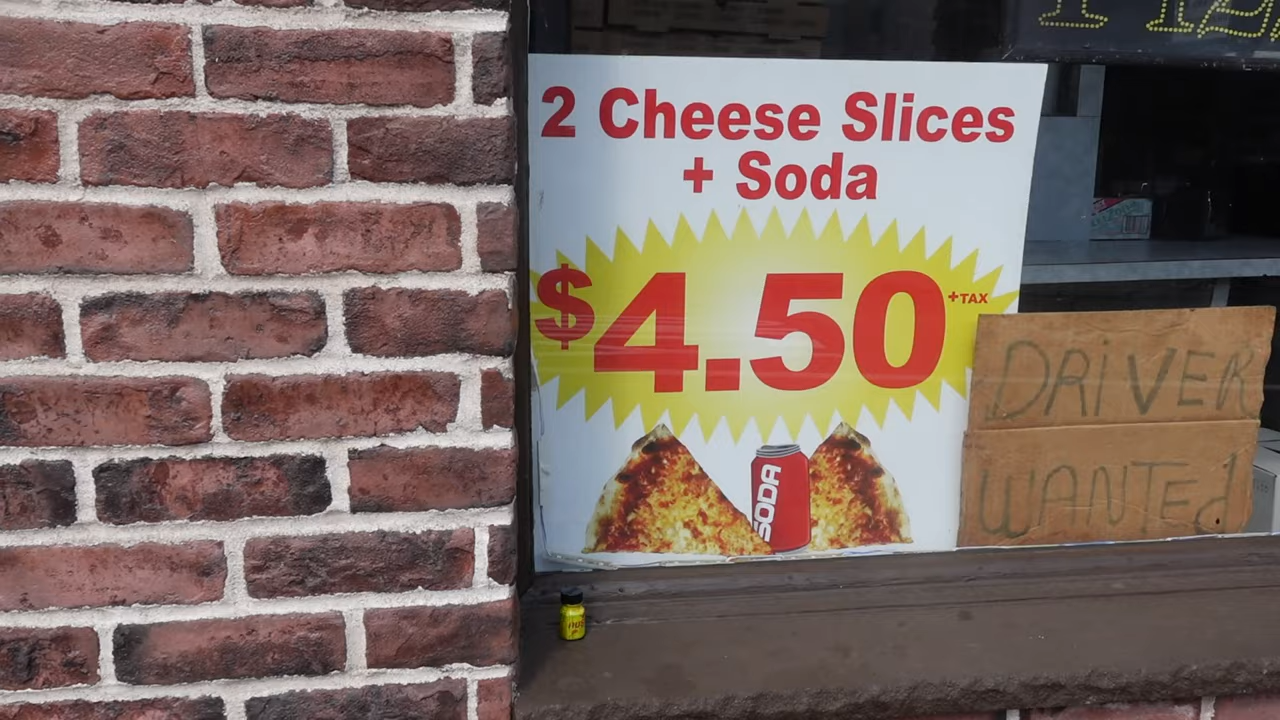 2 Cheese Slices
+ Soda
$4.50 +TAX
SODA
DRiVER
WANTEd